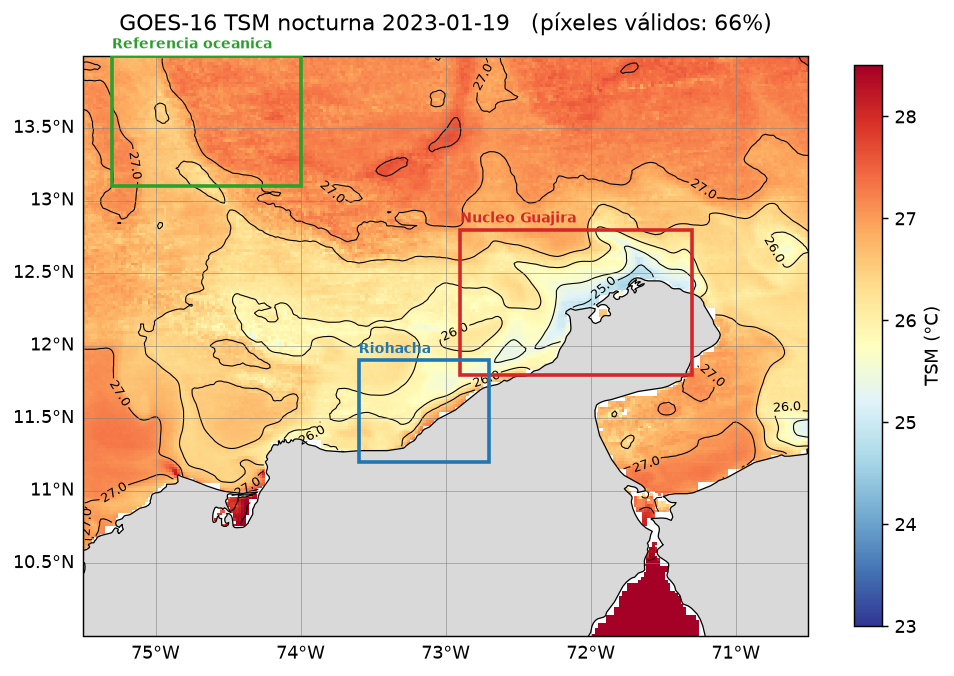 GOES-16 TSM nocturna 2023-01-19   (píxeles válidos: 66%)
Referencia oceanica
Nucleo Guajira
Riohacha
27.0
27.0
27.0
27.0
26.0
25.0
26.0
26.0
27.0
27.0
26.0
26.0
27.0
27.0
27.0
27.0
13.5°N
13°N
12.5°N
12°N
11.5°N
11°N
10.5°N
75°W
74°W
73°W
72°W
71°W
28
27
26
25
24
23
TSM (°C)